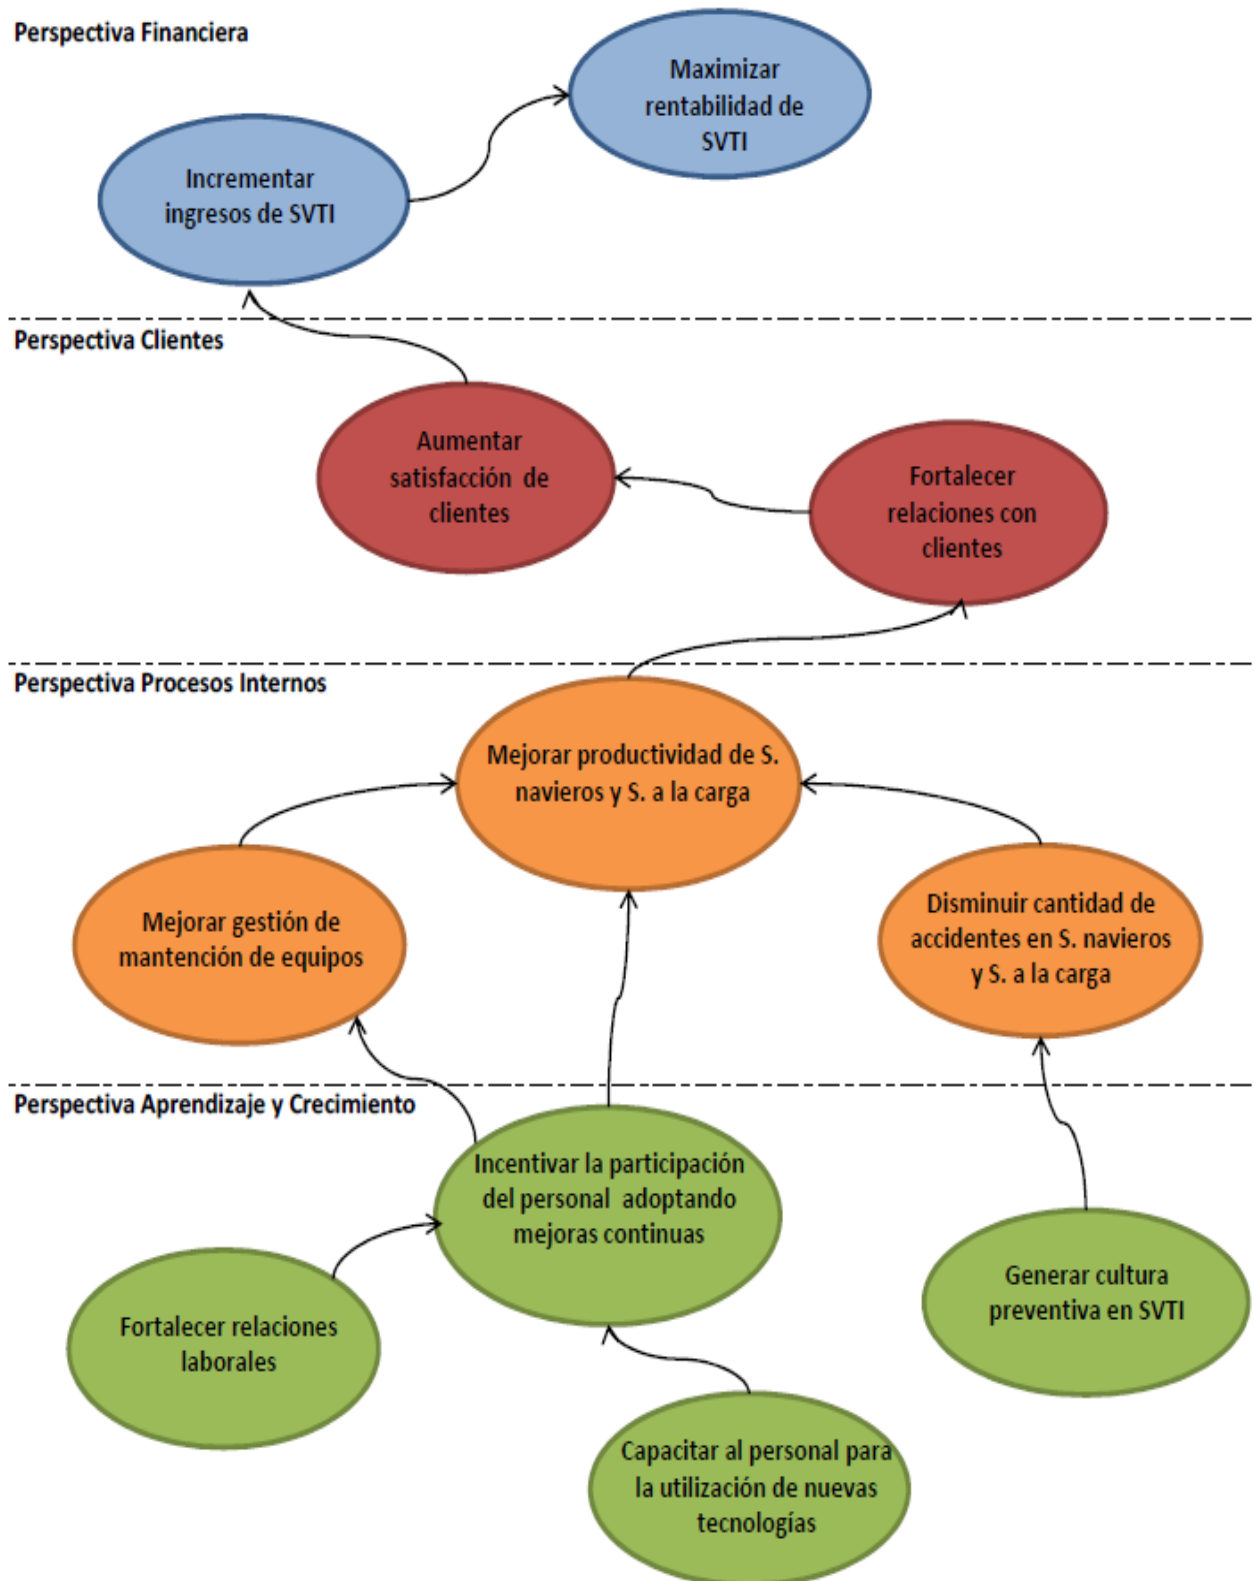 Perspectiva Financiera
Maximizar
rentabilidad de
SVTI
Incrementar
ingresos de SVTI
Perspectiva Clientes
Aumentar
satisfacción de
clientes
Fortalecer
relaciones con
clientes
Perspectiva Procesos Internos
Mejorar productividad de S.
navieros y S. a la carga
Mejorar gestión de
mantención de equipos
Disminuir cantidad de
accidentes en S. navieros
y S. a la carga
Perspectiva Aprendizaje y Crecimiento
Incentivar la participación
del personal adoptando
mejoras continuas
Generar cultura
preventiva en SVTI
Fortalecer relaciones
laborales
Capacitar al personal para
la utilización de nuevas
tecnologías